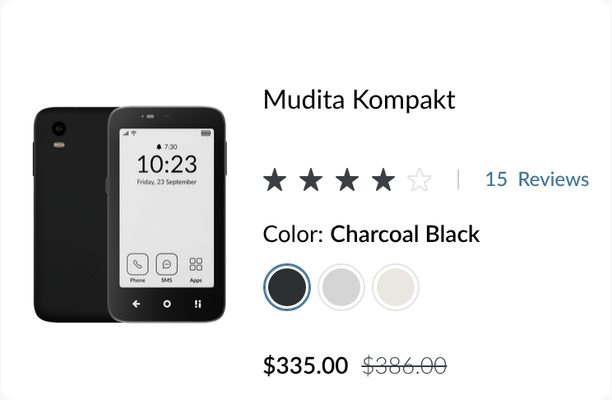 Mudita Kompakt
15 Reviews
Color: Charcoal Black
$335.00 $386.00
7:30
10:23
Friday, 23 September
Phone SMS Apps